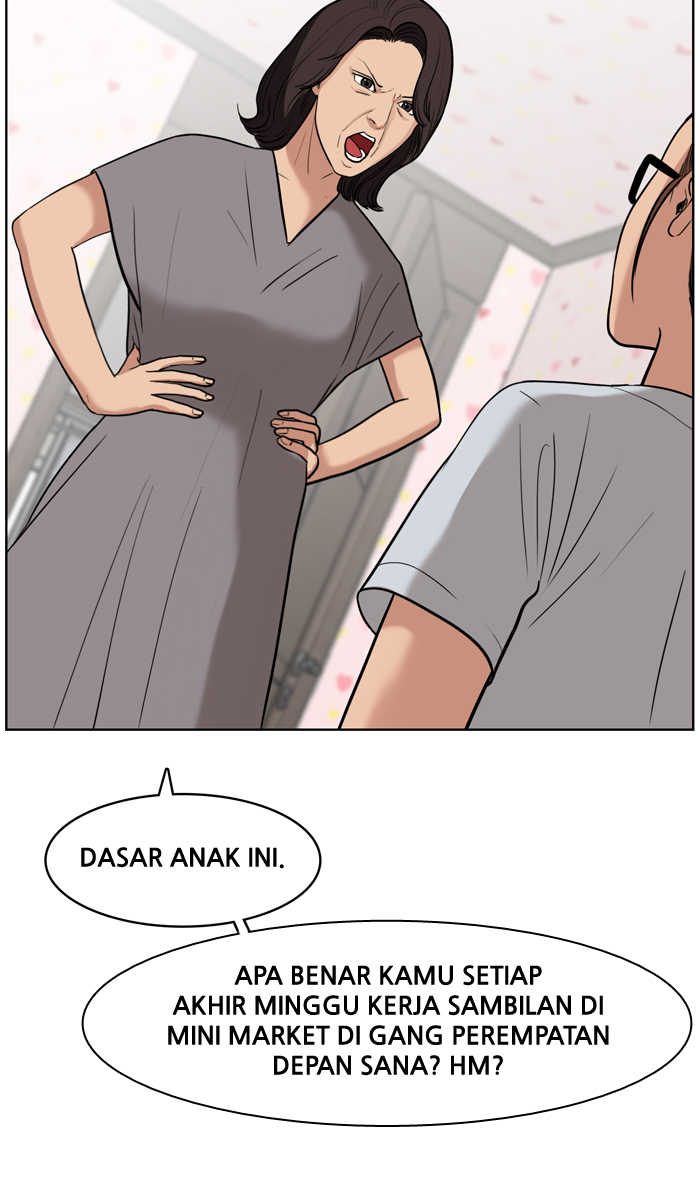 DASAR ANAK INI.
APA BENAR KAMU SETIAP
AKHIR MINGGU KERJA SAMBILAN DI
MINI MARKET DI GANG PEREMPATAN
DEPAN SANA? HM?